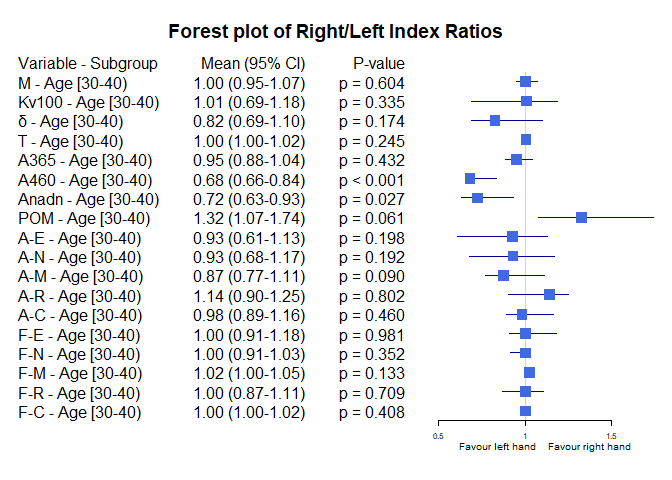 Forest plot of Right/Left Index Ratios
Variable - Subgroup Mean (95% CI) P-value
M - Age [30-40) 1.00 (0.95-1.07) p = 0.604
Kv100 - Age [30-40) 1.01 (0.69-1.18) p = 0.335
δ - Age [30-40) 0.82 (0.69-1.10) p = 0.174
T - Age [30-40) 1.00 (1.00-1.02) p = 0.245
A365 - Age [30-40) 0.95 (0.88-1.04) p = 0.432
A460 - Age [30-40) 0.68 (0.66-0.84) p < 0.001
Anadn - Age [30-40) 0.72 (0.63-0.93) p = 0.027
POM - Age [30-40) 1.32 (1.07-1.74) p = 0.061
A-E - Age [30-40) 0.93 (0.61-1.13) p = 0.198
A-N - Age [30-40) 0.93 (0.68-1.17) p = 0.192
A-M - Age [30-40) 0.87 (0.77-1.11) p = 0.090
A-R - Age [30-40) 1.14 (0.90-1.25) p = 0.802
A-C - Age [30-40) 0.98 (0.89-1.16) p = 0.460
F-E - Age [30-40) 1.00 (0.91-1.18) p = 0.981
F-N - Age [30-40) 1.00 (0.91-1.03) p = 0.352
F-M - Age [30-40) 1.02 (1.00-1.05) p = 0.133
F-R - Age [30-40) 1.00 (0.87-1.11) p = 0.709
F-C - Age [30-40) 1.00 (1.00-1.02) p = 0.408
0.5 1 1.5
Favour left hand Favour right hand